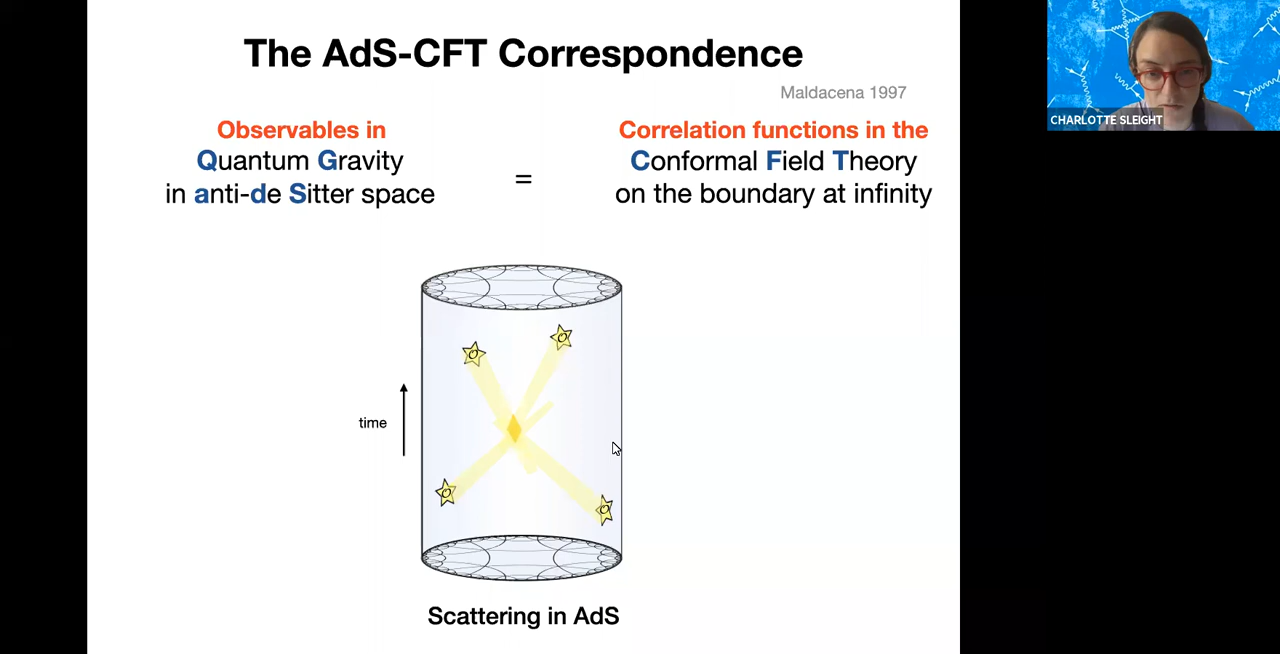 The AdS-CFT Correspondence
Maldacena 1997
Observables in
Quantum Gravity
in anti-de Sitter space
=
Correlation functions in the
Conformal Field Theory
on the boundary at infinity
time
O
O
O
O
Scattering in AdS
CHARLOTTE SLEIGHT